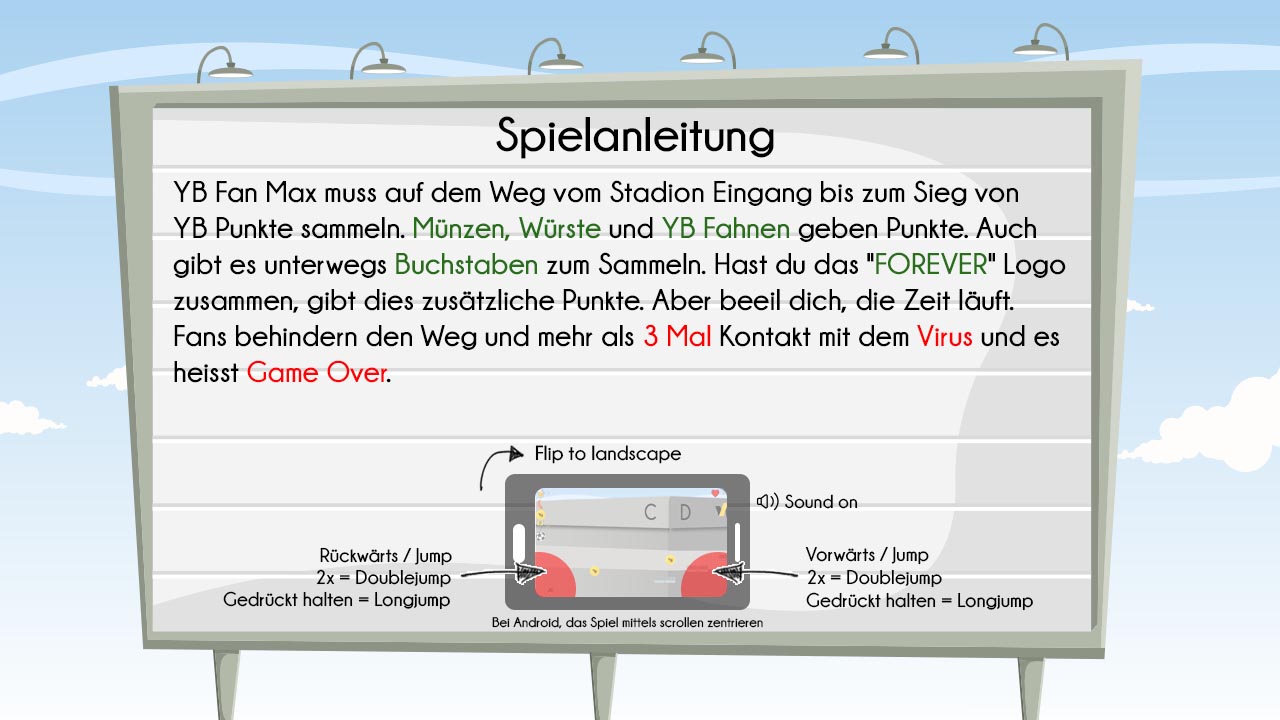 Spielanleitung
YB Fan Max muss auf dem Weg vom Stadion Eingang bis zum Sieg von
YB Punkte sammeln. Münzen, Würste und YB Fahnen geben Punkte. Auch
gibt es unterwegs Buchstaben zum Sammeln. Hast du das "FOREVER" Logo
zusammen, gibt dies zusätzliche Punkte. Aber beeil dich, die Zeit läuft.
Fans behindern den Weg und mehr als 3 Mal Kontakt mit dem Virus und es
heisst Game Over.
Flip to landscape
Sound on
C D
Rückwärts / Jump
2x = Doublejump
Gedrückt halten = Longjump
Vorwärts / Jump
2x = Doublejump
Gedrückt halten = Longjump
Bei Android, das Spiel mittels scrollen zentrieren